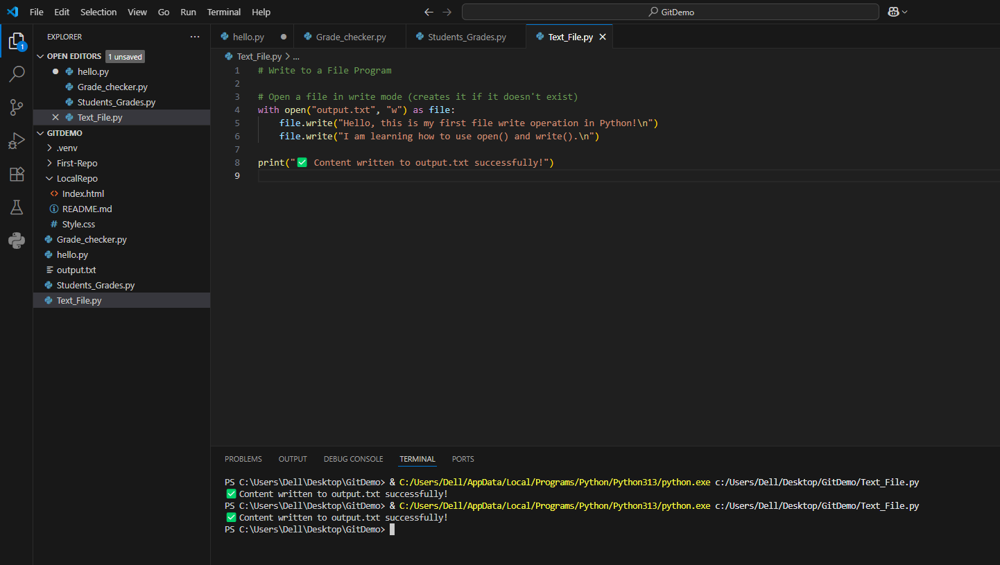 File Edit Selection View Go Run Terminal Help
GitDemo
EXPLORER
OPEN EDITORS 1 unsaved
hello.py
Grade_checker.py
Students_Grades.py
Text_File.py
GITDEMO
.venv
First-Repo
LocalRepo
Index.html
README.md
Style.css
Grade_checker.py
hello.py
output.txt
Students_Grades.py
Text_File.py
1
hello.py Grade_checker.py Students_Grades.py Text_File.py
Text_File.py > ...
1 # Write to a File Program
2
3 # Open a file in write mode (creates it if it doesn't exist)
4 with open("output.txt", "w") as file:
5 file.write("Hello, this is my first file write operation in Python!\n")
6 file.write("I am learning how to use open() and write().\n")
7
8 print("✅ Content written to output.txt successfully!")
9
PROBLEMS OUTPUT DEBUG CONSOLE TERMINAL PORTS
PS C:\Users\Dell\Desktop\GitDemo> & C:/Users/Dell/AppData/Local/Programs/Python/Python313/python.exe c:/Users/Dell/Desktop/GitDemo/Text_File.py
✅ Content written to output.txt successfully!
PS C:\Users\Dell\Desktop\GitDemo> & C:/Users/Dell/AppData/Local/Programs/Python/Python313/python.exe c:/Users/Dell/Desktop/GitDemo/Text_File.py
✅ Content written to output.txt successfully!
PS C:\Users\Dell\Desktop\GitDemo>